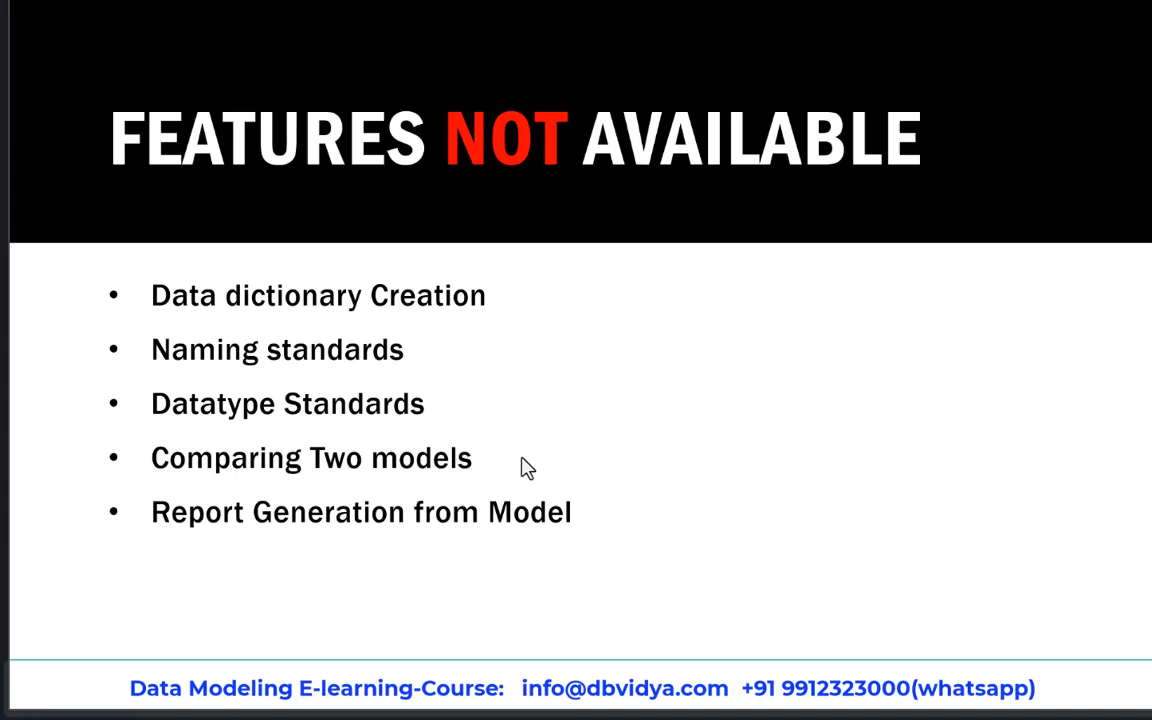 FEATURES NOT AVAILABLE
• Data dictionary Creation
• Naming standards
• Datatype Standards
• Comparing Two models
• Report Generation from Model
Data Modeling E-learning-Course: info@dbvidya.com +91 9912323000(whatsapp)